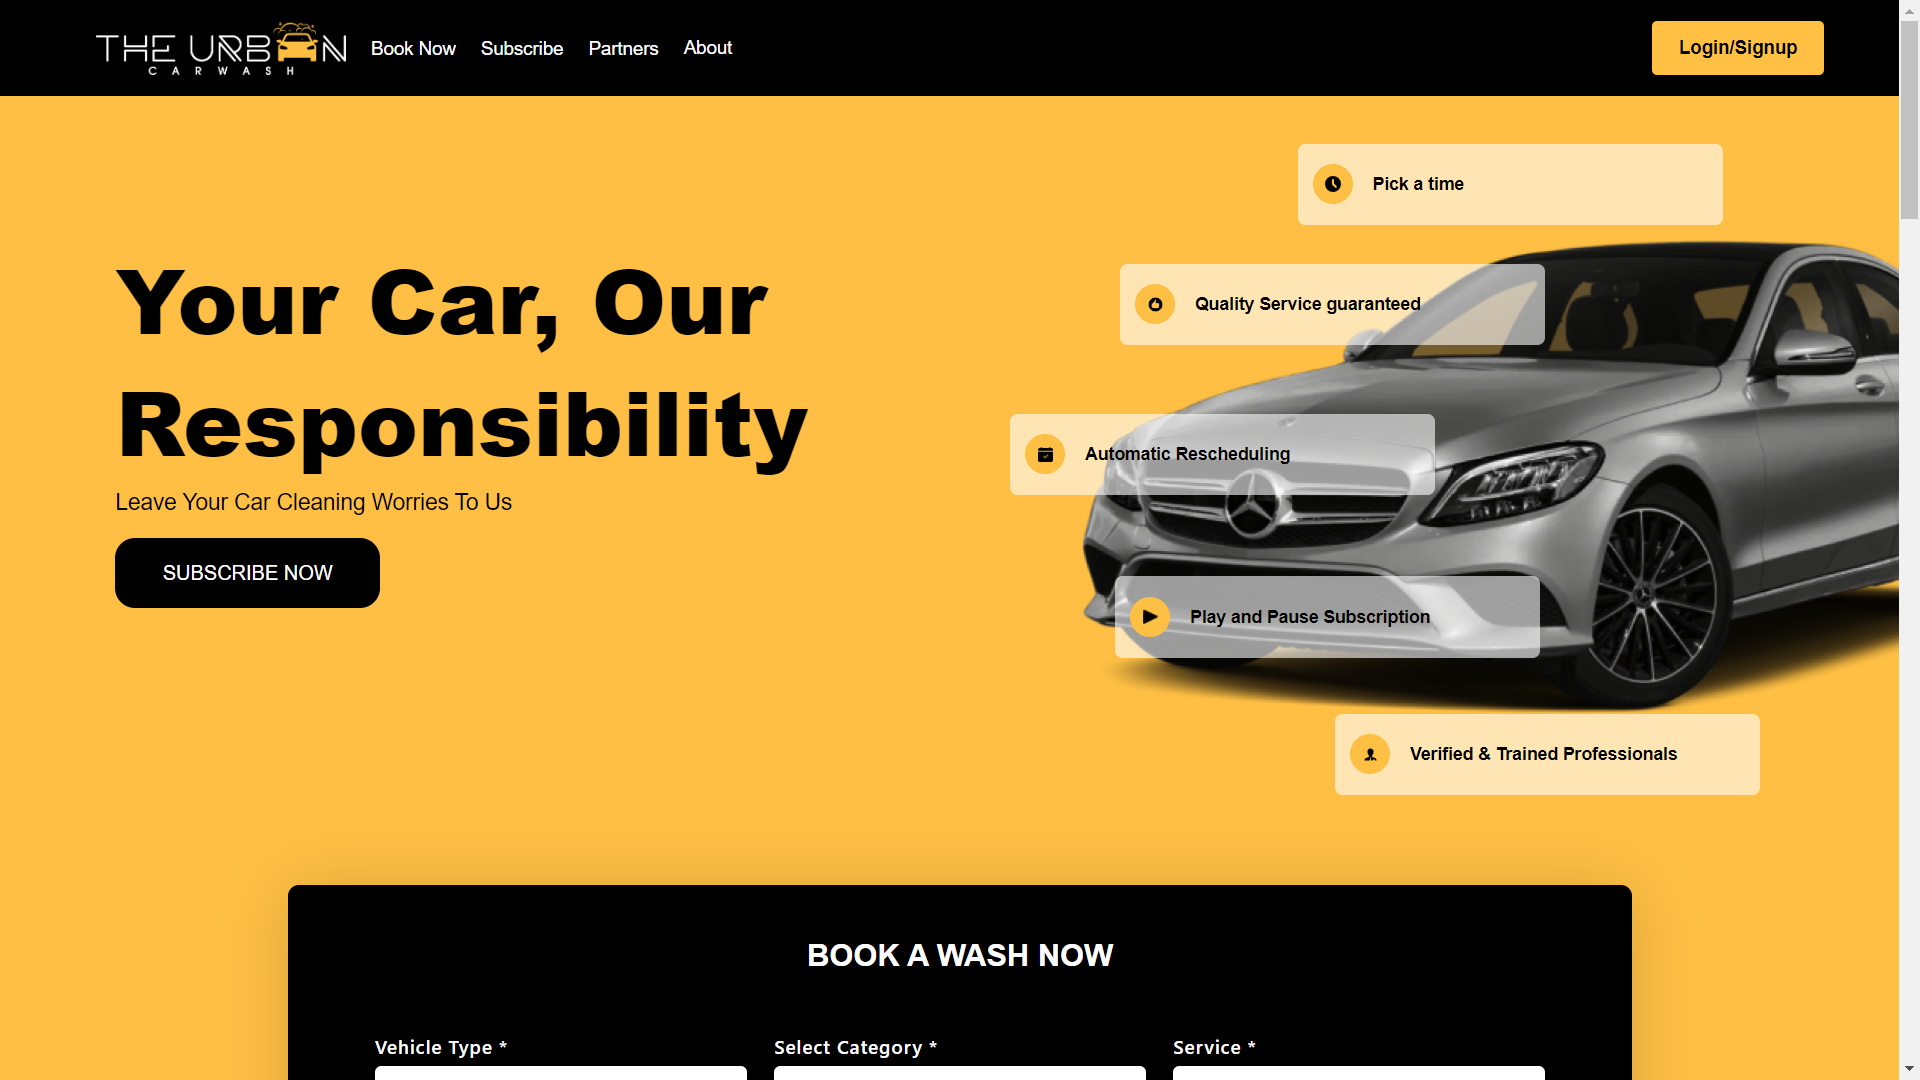 THE URBAN
CARWASH
Book Now
Subscribe
Partners
About
Login/Signup
Pick a time
Quality Service guaranteed
Your Car, Our
Responsibility
Automatic Rescheduling
Leave Your Car Cleaning Worries To Us
SUBSCRIBE NOW
Play and Pause Subscription
Verified & Trained Professionals
BOOK A WASH NOW
Vehicle Type *
Select Category *
Service *